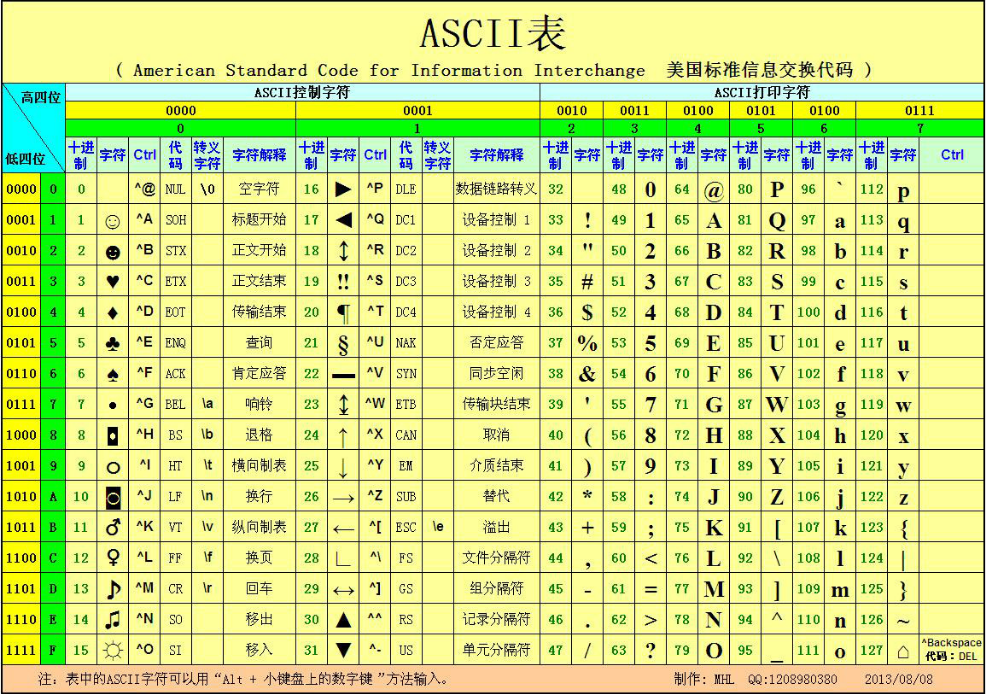 ASCII表
( American Standard Code for Information Interchange 美国标准信息交换代码 )
高四位 ASCII控制字符 ASCII打印字符
0000 0001 0010 0011 0100 0101 0100 0111
0 1 2 3 4 5 6 7
低四位 十进制 字符 Ctrl 代码 转义字符 字符解释 十进制 字符 Ctrl 代码 转义字符 字符解释 十进制 字符 十进制 字符 十进制 字符 十进制 字符 十进制 字符 十进制 字符 Ctrl
0000 0 0 ^@ NUL \0 空字符 16 ► ^P DLE 数据链路转义 32 48 0 64 @ 80 P 96 ` 112 p
0001 1 1 ☺ ^A SOH 标题开始 17 ◄ ^Q DC1 设备控制 1 33 ! 49 1 65 A 81 Q 97 a 113 q
0010 2 2 ☻ ^B STX 正文开始 18 ↕ ^R DC2 设备控制 2 34 " 50 2 66 B 82 R 98 b 114 r
0011 3 3 ♥ ^C ETX 正文结束 19 ‼ ^S DC3 设备控制 3 35 # 51 3 67 C 83 S 99 c 115 s
0100 4 4 ♦ ^D EOT 传输结束 20 ¶ ^T DC4 设备控制 4 36 $ 52 4 68 D 84 T 100 d 116 t
0101 5 5 ♣ ^E ENQ 查询 21 § ^U NAK 否定应答 37 % 53 5 69 E 85 U 101 e 117 u
0110 6 6 ♠ ^F ACK 肯定应答 22 ▬ ^V SYN 同步空闲 38 & 54 6 70 F 86 V 102 f 118 v
0111 7 7 • ^G BEL \a 响铃 23 ↨ ^W ETB 传输块结束 39 ' 55 7 71 G 87 W 103 g 119 w
1000 8 8 ◘ ^H BS \b 退格 24 ↑ ^X CAN 取消 40 ( 56 8 72 H 88 X 104 h 120 x
1001 9 9 ○ ^I HT \t 横向制表 25 ↓ ^Y EM 介质结束 41 ) 57 9 73 I 89 Y 105 i 121 y
1010 A 10 ◙ ^J LF \n 换行 26 → ^Z SUB 替代 42 * 58 : 74 J 90 Z 106 j 122 z
1011 B 11 ♂ ^K VT \v 纵向制表 27 ← ^[ ESC \e 溢出 43 + 59 ; 75 K 91 [ 107 k 123 {
1100 C 12 ♀ ^L FF \f 换页 28 ∟ ^\ FS 文件分隔符 44 , 60 < 76 L 92 \ 108 l 124 |
1101 D 13 ♪ ^M CR \r 回车 29 ↔ ^] GS 组分隔符 45 - 61 = 77 M 93 ] 109 m 125 }
1110 E 14 ♫ ^N SO 移出 30 ▲ ^^ RS 记录分隔符 46 . 62 > 78 N 94 ^ 110 n 126 ~
1111 F 15 ☼ ^O SI 移入 31 ▼ ^- US 单元分隔符 47 / 63 ? 79 O 95 _ 111 o 127 ⌂ ^Backspace 代码：DEL
注：表中的ASCII字符可以用“Alt + 小键盘上的数字键”方法输入。 制作：MHL QQ:1208980380 2013/08/08